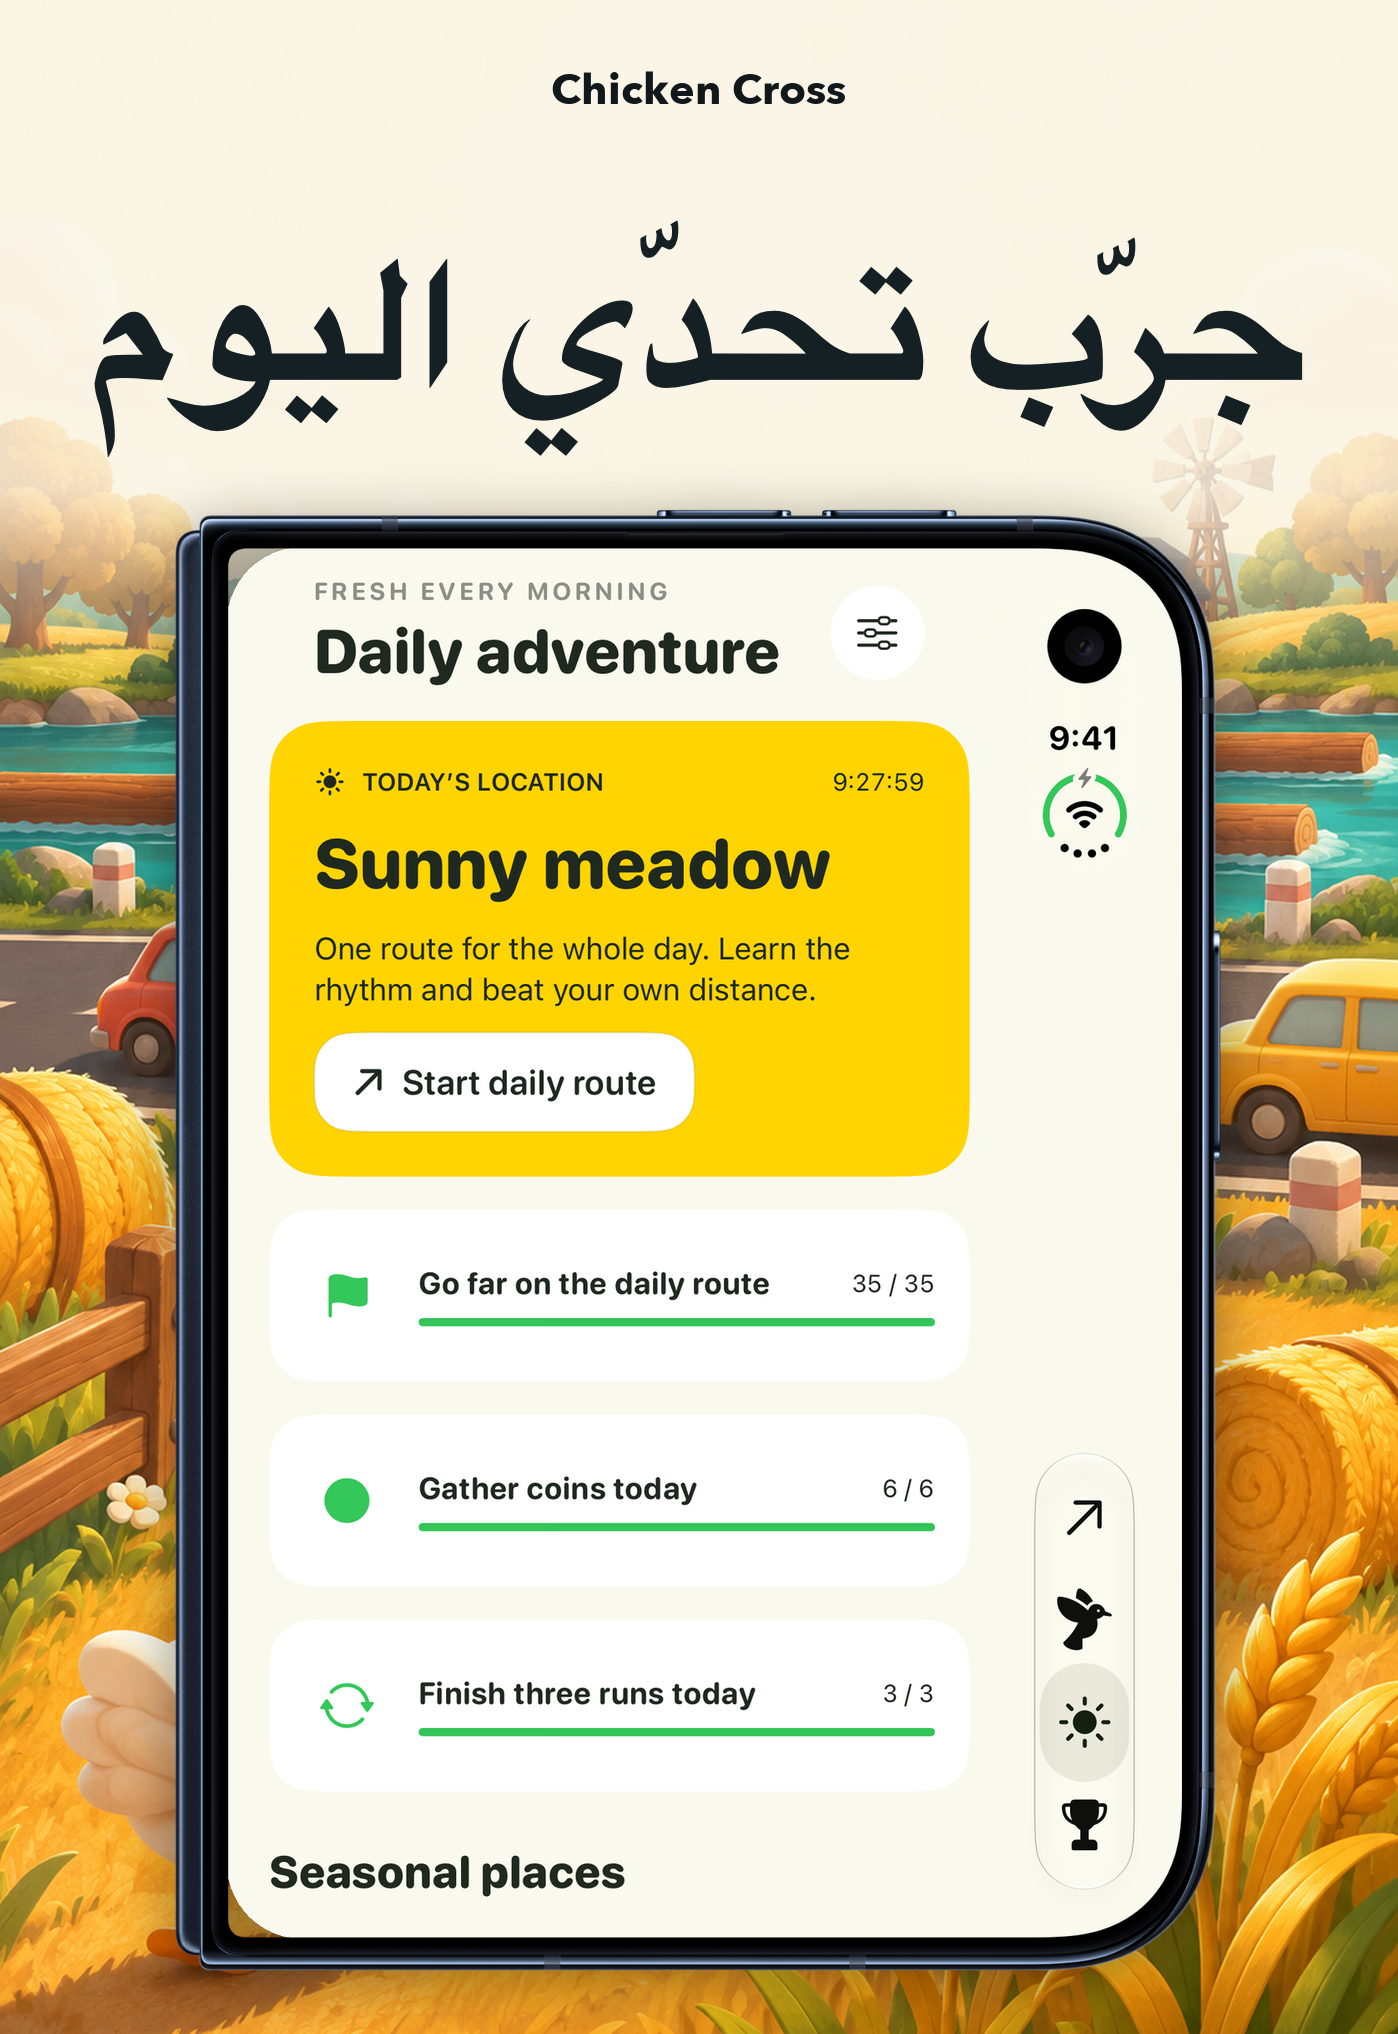 Chicken Cross
جرّب تحدّي اليوم
FRESH EVERY MORNING
Daily adventure
9:41
TODAY'S LOCATION 9:27:59
Sunny meadow
One route for the whole day. Learn the
rhythm and beat your own distance.
Start daily route
Go far on the daily route 35 / 35
Gather coins today 6 / 6
Finish three runs today 3 / 3
Seasonal places